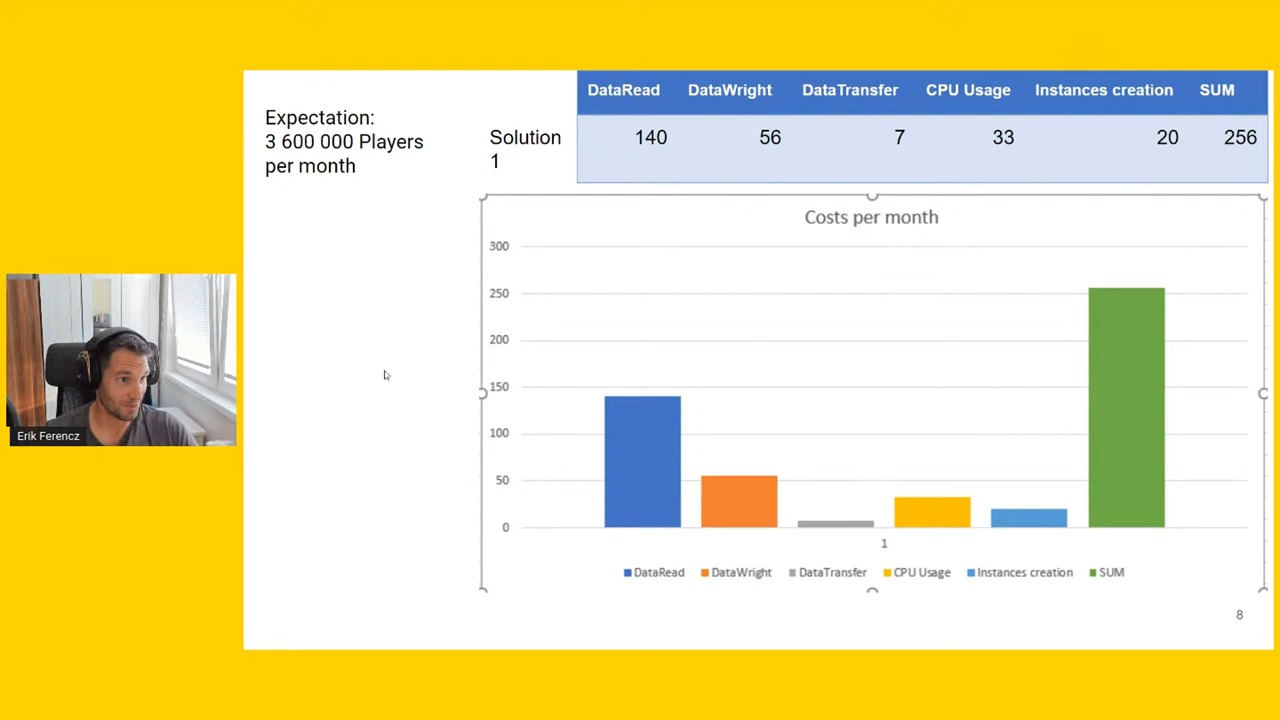 Expectation:
3 600 000 Players
per month
DataRead DataWright DataTransfer CPU Usage Instances creation SUM
Solution
1
140 56 7 33 20 256
Costs per month
300
250
200
150
100
50
0
1
DataRead DataWright DataTransfer CPU Usage Instances creation SUM
8
Erik Ferencz